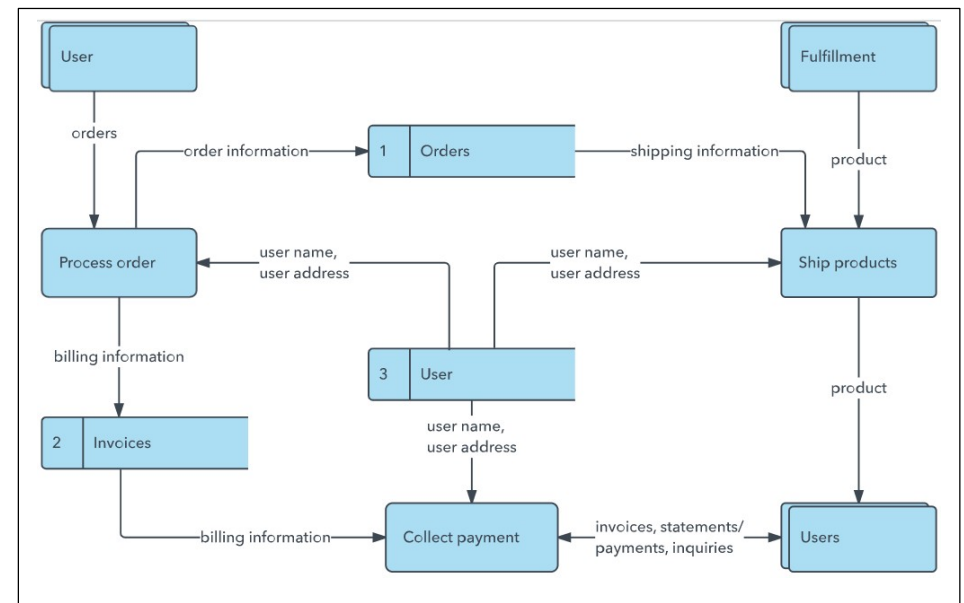 User
Fulfillment
orders
order information
1
Orders
shipping information
product
Process order
user name,
user address
user name,
user address
Ship products
billing information
3
User
product
2
Invoices
user name,
user address
billing information
Collect payment
invoices, statements/
payments, inquiries
Users